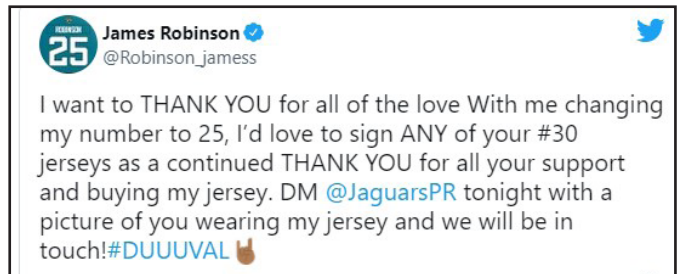 ROBINSON
25
James Robinson
@Robinson_jamess
I want to THANK YOU for all of the love With me changing
my number to 25, I'd love to sign ANY of your #30
jerseys as a continued THANK YOU for all your support
and buying my jersey. DM @JaguarsPR tonight with a
picture of you wearing my jersey and we will be in
touch!#DUUUVAL🤘🏾